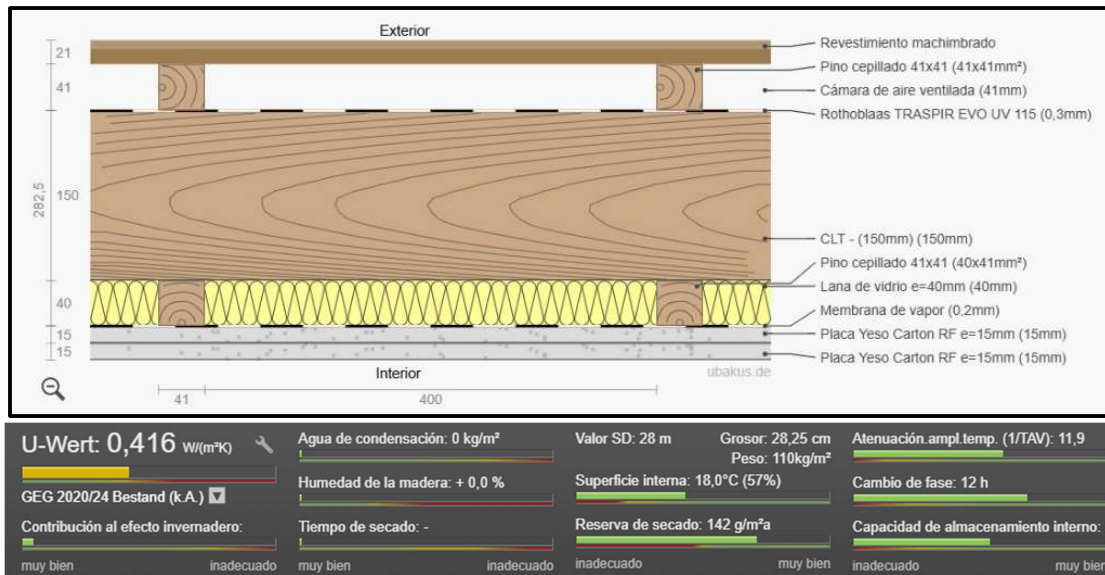 Exterior
Revestimiento machimbrado
Pino cepillado 41x41 (41x41mm²)
Cámara de aire ventilada (41mm)
Rothoblaas TRASPIR EVO UV 115 (0,3mm)
CLT - (150mm) (150mm)
Pino cepillado 41x41 (40x41mm²)
Lana de vidrio e=40mm (40mm)
Membrana de vapor (0,2mm)
Placa Yeso Carton RF e=15mm (15mm)
Placa Yeso Carton RF e=15mm (15mm)
21
41
282,5
150
40
15
15
Interior
ubakus.de
41
400
U-Wert: 0,416 W/(m²K)
GEG 2020/24 Bestand (k.A.)
Contribución al efecto invernadero:
muy bien inadecuado
Agua de condensación: 0 kg/m²
Humedad de la madera: + 0,0 %
Tiempo de secado: -
muy bien inadecuado
Valor SD: 28 m Grosor: 28,25 cm
Peso: 110kg/m²
Superficie interna: 18,0°C (57%)
Reserva de secado: 142 g/m²a
inadecuado muy bien
Atenuación.ampl.temp. (1/TAV): 11,9
Cambio de fase: 12 h
Capacidad de almacenamiento interno:
inadecuado muy bien